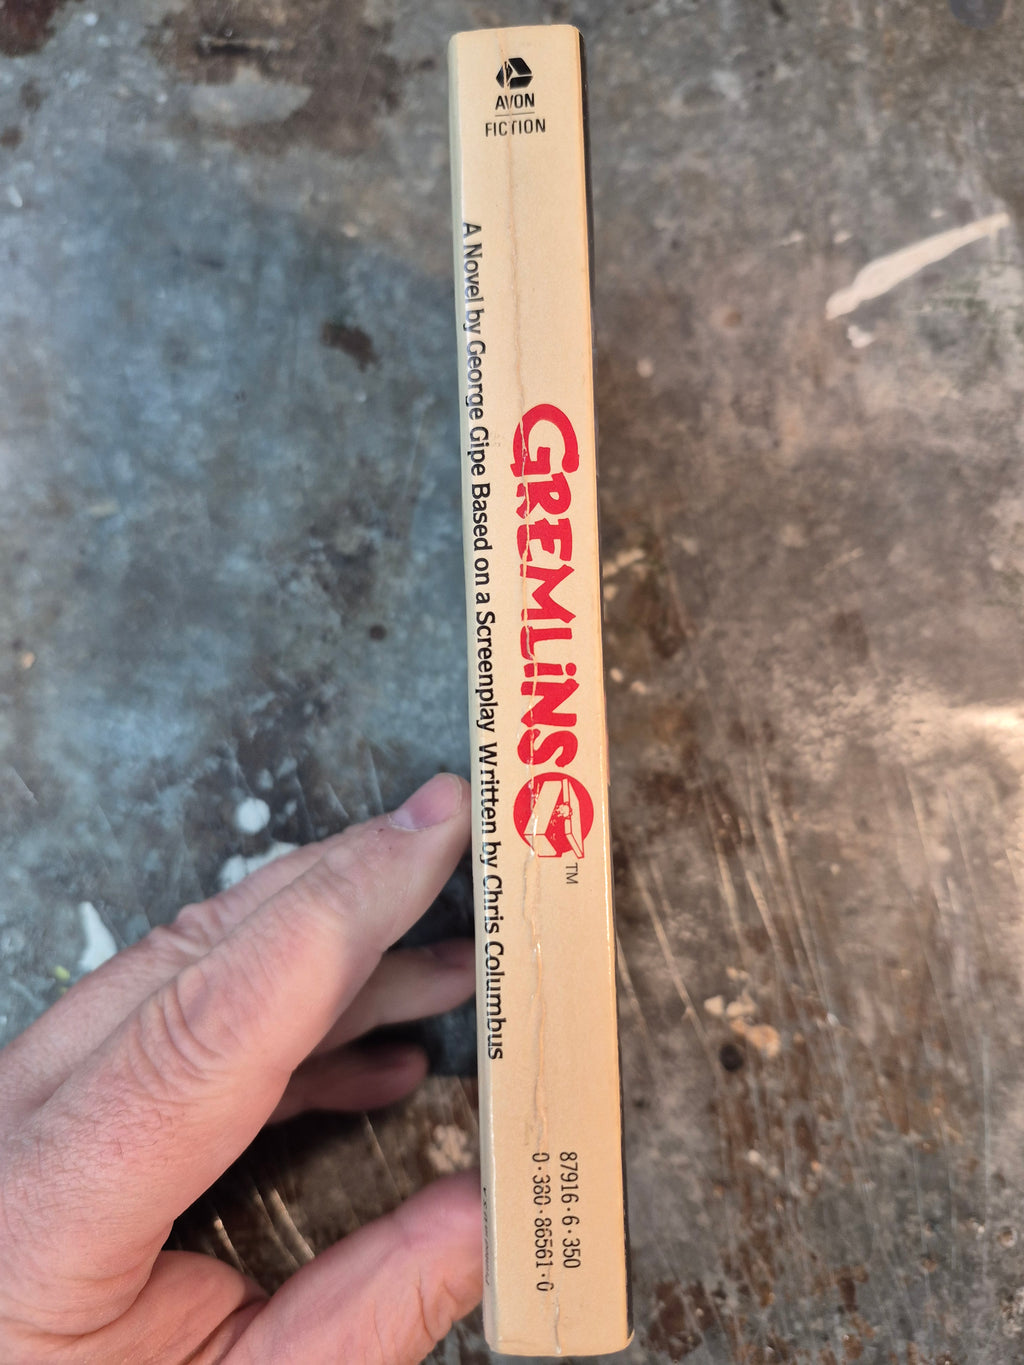 AVON
FICTION
GREMLiNS
TM
A Novel by George Gipe Based on a Screenplay Written by Chris Columbus
87916·6·350
0·380·86561·0